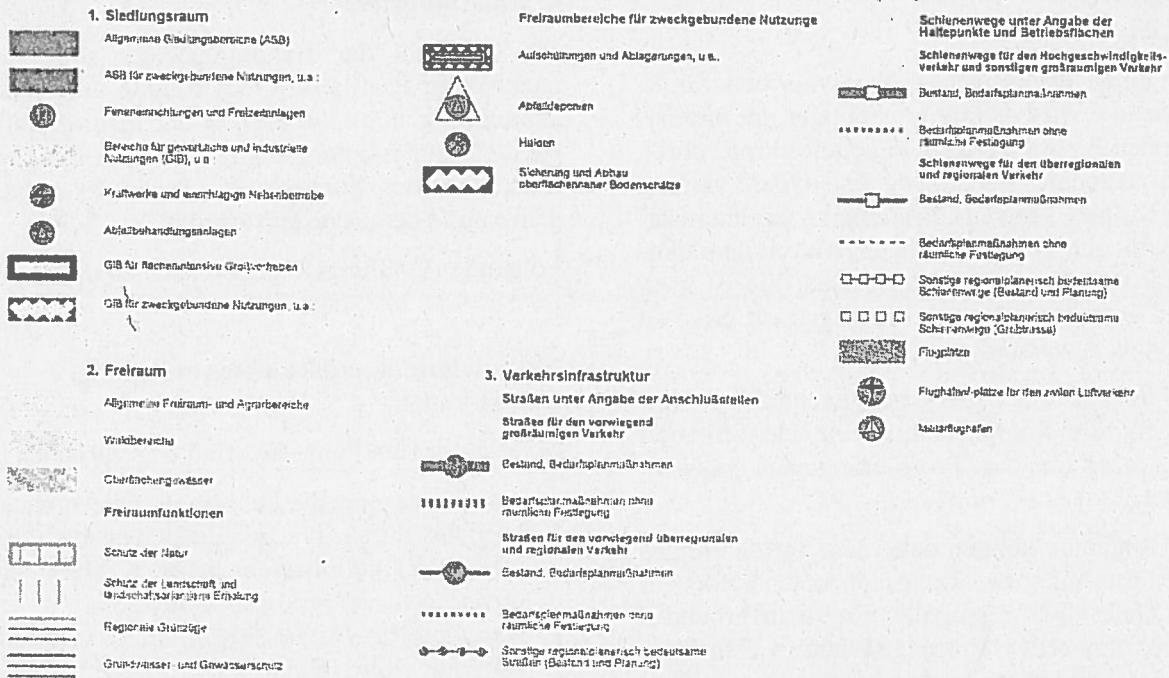 1. Siedlungsraum
Allgemeine Siedlungsbereiche (ASB)
ASB für zweckgebundene Nutzungen, u.a.:
Ferieneinrichtungen und Freizeitanlagen
Bereiche für gewerbliche und industrielle
Nutzungen (GIB), u.a.:
Kraftwerke und einschlägige Nebenbetriebe
Abfallbehandlungsanlagen
GIB für flächenintensive Großvorhaben
GIB für zweckgebundene Nutzungen, u.a.:
2. Freiraum
Allgemeine Freiraum- und Agrarbereiche
Waldbereiche
Oberflächengewässer
Freiraumfunktionen
Schutz der Natur
Schutz der Landschaft und
landschaftsorientierte Erholung
Regionale Grünzüge
Grundwasser- und Gewässerschutz
Freiraumbereiche für zweckgebundene Nutzunge
Aufschüttungen und Ablagerungen, u.a.:
Abfalldeponien
Halden
Sicherung und Abbau
oberflächennaher Bodenschätze
3. Verkehrsinfrastruktur
Straßen unter Angabe der Anschlußstellen
Straßen für den vorwiegend
großräumigen Verkehr
Bestand, Bedarfsplanmaßnahmen
Bedarfsplanmaßnahmen ohne
räumliche Festlegung
Straßen für den vorwiegend überregionalen
und regionalen Verkehr
Bestand, Bedarfsplanmaßnahmen
Bedarfsplanmaßnahmen ohne
räumliche Festlegung
Sonstige regionalplanerisch bedeutsame
Straßen (Bestand und Planung)
Schienenwege unter Angabe der
Haltepunkte und Betriebsflächen
Schienenwege für den Hochgeschwindigkeits-
verkehr und sonstigen großräumigen Verkehr
Bestand, Bedarfsplanmaßnahmen
Bedarfsplanmaßnahmen ohne
räumliche Festlegung
Schienenwege für den überregionalen
und regionalen Verkehr
Bestand, Bedarfsplanmaßnahmen
Bedarfsplanmaßnahmen ohne
räumliche Festlegung
Sonstige regionalplanerisch bedeutsame
Schienenwege (Bestand und Planung)
Sonstige regionalplanerisch bedeutsame
Schienenwege (Grobtrasse)
Flugplätze
Flughäfen/-plätze für den zivilen Luftverkehr
Militärflughäfen